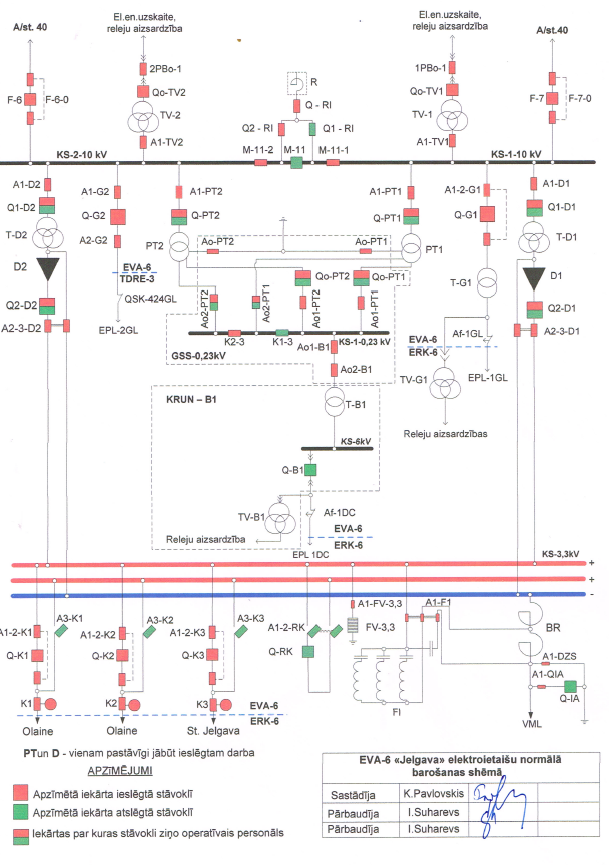 El.en.uzskaite,
releju aizsardzība
El.en.uzskaite,
releju aizsardzība
A/st. 40
A/st.40
2PBo-1
1PBo-1
R
F-6
F-6-0
Qo-TV2
Q - RI
Qo-TV1
F-7
F-7-0
TV-2
Q2 - RI
Q1 - RI
TV-1
A1-TV2
A1-TV1
KS-2-10 kV
M-11-2
M-11
M-11-1
KS-1-10 kV
A1-D2
A1-G2
A1-PT2
A1-PT1
A1-2-G1
A1-D1
Q1-D2
Q-G2
Q-PT2
Q-PT1
Q-G1
Q1-D1
T-D2
A2-G2
PT2
Ao-PT2
Ao-PT1
PT1
T-D1
D2
EVA-6
TDRE-3
Qo-PT2
Qo-PT1
T-G1
D1
QSK-424GL
Ao2-PT2
Ao2-PT1
Ao1-PT2
Ao1-PT1
Q2-D2
Q2-D1
A2-3-D2
EPL-2GL
K2-3
K1-3
KS-1-0,23 kV
Af-1GL
A2-3-D1
GSS-0,23kV
Ao1-B1
EVA-6
ERK-6
Ao2-B1
TV-G1
EPL-1GL
KRUN – B1
T-B1
Releju aizsardzības
KS-6kV
Q-B1
TV-B1
Af-1DC
Releju aizsardzība
EVA-6
ERK-6
EPL 1DC
KS-3,3kV
+
+
-
A1-2-K1
A3-K1
A1-2-K2
A3-K2
A1-2-K3
A3-K3
A1-2-RK
A1-FV-3,3
A1-F1
FV-3,3
BR
Q-K1
Q-K2
Q-K3
Q-RK
A1-DZS
A1-QIA
Q-IA
K1
K2
K3
EVA-6
ERK-6
FI
VML
Olaine
Olaine
St. Jelgava
PTun D - vienam pastāvīgi jābūt ieslēgtam darba
APZĪMĒJUMI
Apzīmētā iekārta ieslēgtā stāvoklī
Apzīmētā iekārta atslēgtā stāvoklī
Iekārtas par kuras stāvokli ziņo operatīvais personāls
EVA-6 «Jelgava» elektroietaišu normālā
barošanas shēmā
Sastādīja K.Pavlovskis
Pārbaudīja I.Suharevs
Pārbaudīja I.Suharevs